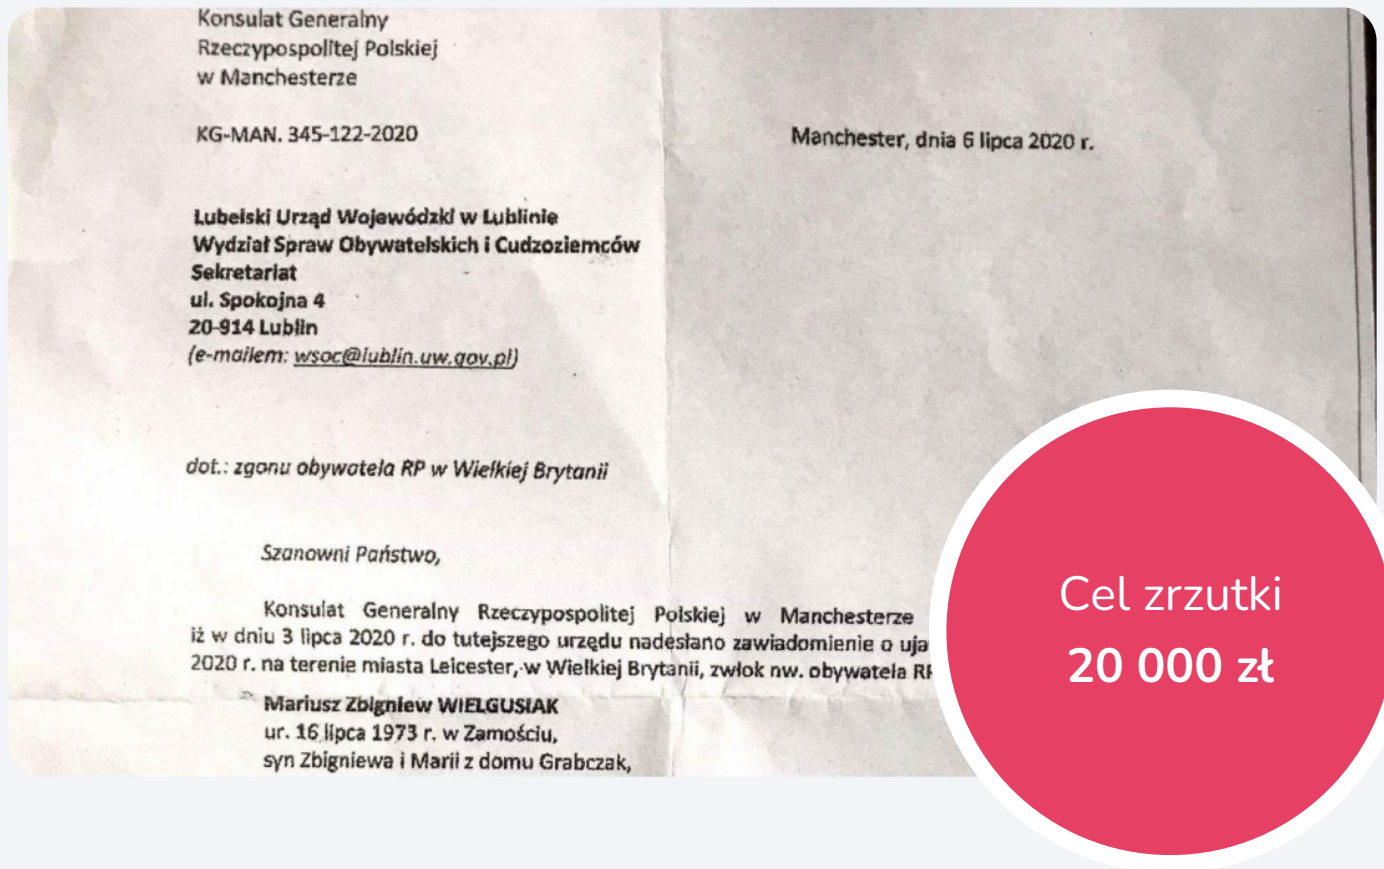 Konsulat Generalny
Rzeczypospolitej Polskiej
w Manchesterze
KG-MAN. 345-122-2020
Manchester, dnia 6 lipca 2020 r.
Lubelski Urząd Wojewódzki w Lublinie
Wydział Spraw Obywatelskich i Cudzoziemców
Sekretariat
ul. Spokojna 4
20-914 Lublin
(e-mailem: wsoc@lublin.uw.gov.pl)
dot.: zgonu obywatela RP w Wielkiej Brytanii
Szanowni Państwo,
Konsulat Generalny Rzeczypospolitej Polskiej w Manchesterze
iż w dniu 3 lipca 2020 r. do tutejszego urzędu nadesłano zawiadomienie o
2020 r. na terenie miasta Leicester, w Wielkiej Brytanii, zwłok nw. obywatela
Mariusz Zbigniew WIELGUSIAK
ur. 16 lipca 1973 r. w Zamościu,
syn Zbigniewa i Marii z domu Grabczak,
Cel zrzutki
20 000 zł